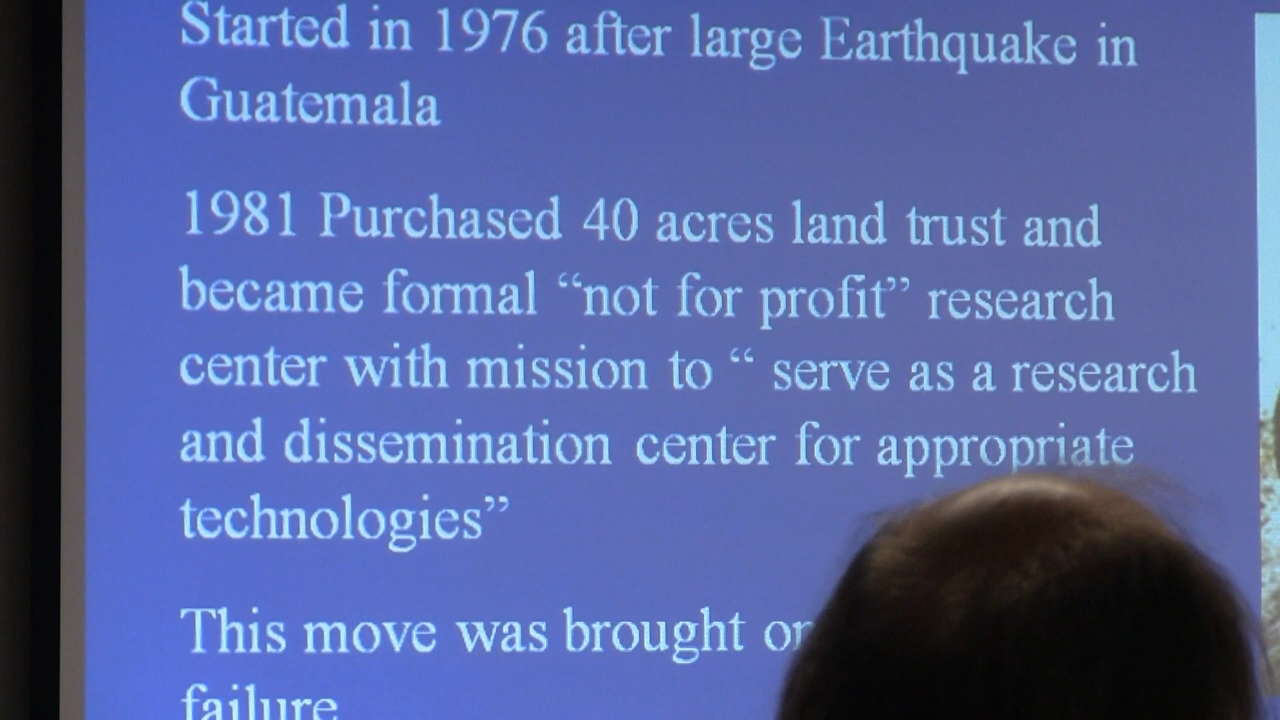 Started in 1976 after large Earthquake in
Guatemala
1981 Purchased 40 acres land trust and
became formal “not for profit” research
center with mission to “ serve as a research
and dissemination center for appropriate
technologies”
This move was brought
failure